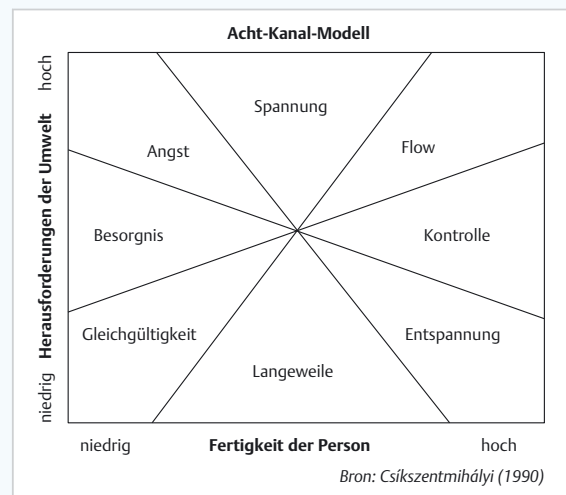 Acht-Kanal-Modell
hoch
Herausforderungen der Umwelt
niedrig
Spannung
Angst
Flow
Besorgnis
Kontrolle
Gleichgültigkeit
Entspannung
Langeweile
niedrig
Fertigkeit der Person
hoch
Bron: Csíkszentmihályi (1990)